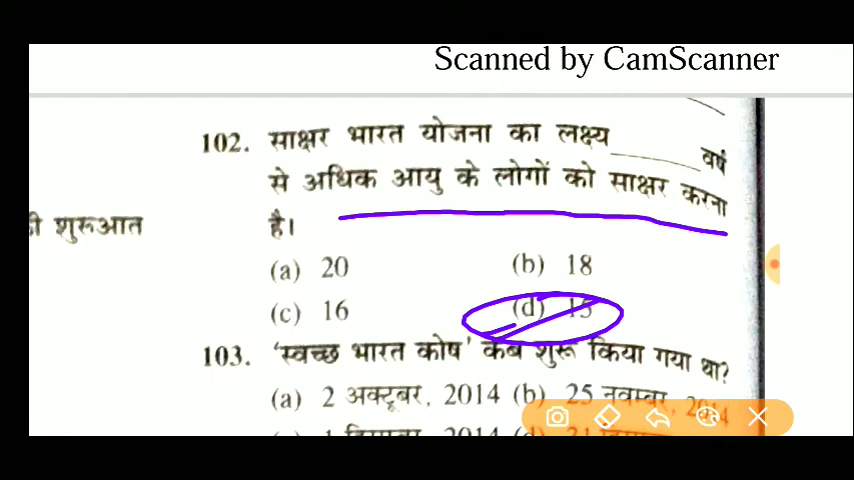 Scanned by CamScanner
102. साक्षर भारत योजना का लक्ष्य ______ वर्ष
से अधिक आयु के लोगों को साक्षर करना
है।
ी शुरूआत
(a) 20 (b) 18
(c) 16 (d) 15
103. 'स्वच्छ भारत कोष' कब शुरू किया गया था?
(a) 2 अक्टूबर, 2014 (b) 25 नवम्बर, 2014
2014